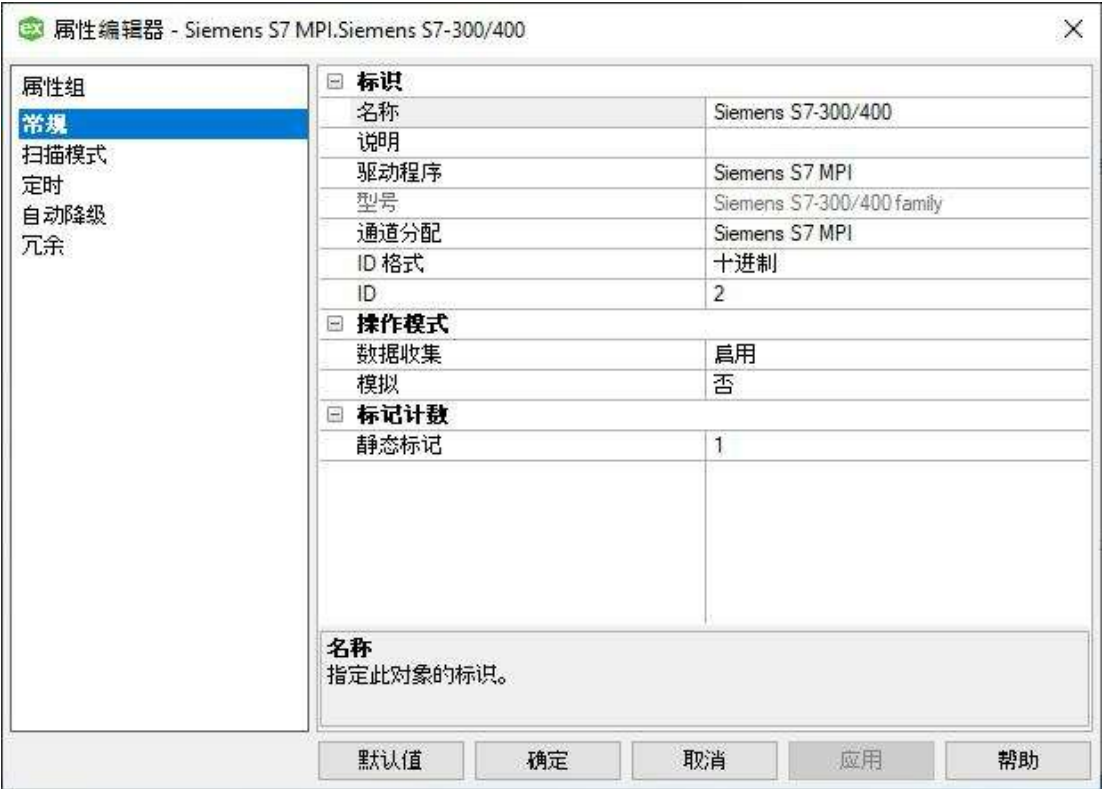 ex 属性编辑器 - Siemens S7 MPI.Siemens S7-300/400
属性组
常规
扫描模式
定时
自动降级
冗余
标识
名称 Siemens S7-300/400
说明
驱动程序 Siemens S7 MPI
型号 Siemens S7-300/400 family
通道分配 Siemens S7 MPI
ID 格式 十进制
ID 2
操作模式
数据收集 启用
模拟 否
标记计数
静态标记 1
名称
指定此对象的标识。
默认值 确定 取消 应用 帮助